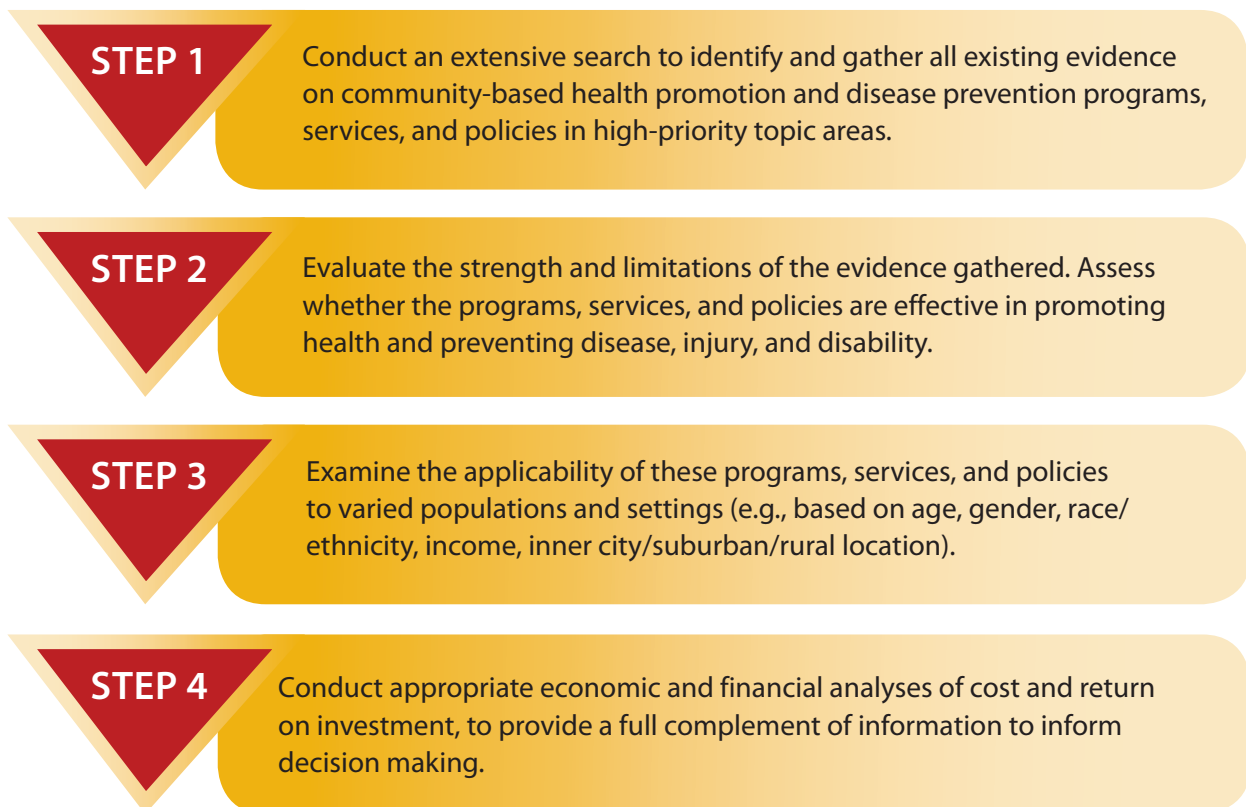 STEP 1
Conduct an extensive search to identify and gather all existing evidence
on community-based health promotion and disease prevention programs,
services, and policies in high-priority topic areas.
STEP 2
Evaluate the strength and limitations of the evidence gathered. Assess
whether the programs, services, and policies are effective in promoting
health and preventing disease, injury, and disability.
STEP 3
Examine the applicability of these programs, services, and policies
to varied populations and settings (e.g., based on age, gender, race/
ethnicity, income, inner city/suburban/rural location).
STEP 4
Conduct appropriate economic and financial analyses of cost and return
on investment, to provide a full complement of information to inform
decision making.